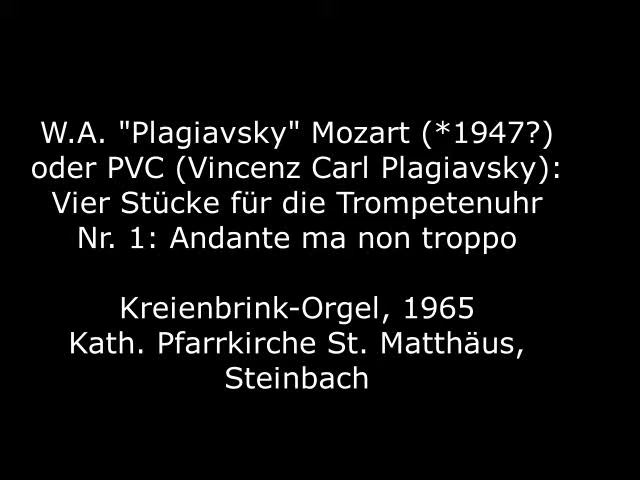 W.A. "Plagiavsky" Mozart (*1947?)
oder PVC (Vincenz Carl Plagiavsky):
Vier Stücke für die Trompetenuhr
Nr. 1: Andante ma non troppo
Kreienbrink-Orgel, 1965
Kath. Pfarrkirche St. Matthäus,
Steinbach